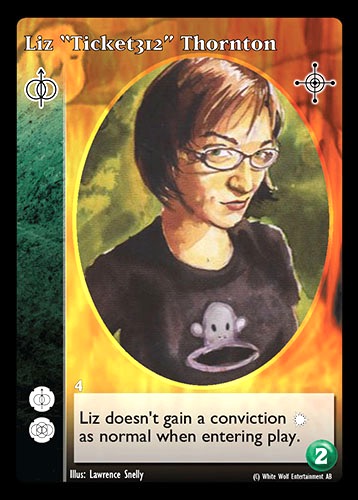 Liz “Ticket312” Thornton
4
Liz doesn't gain a conviction
as normal when entering play.
2
Illus: Lawrence Snelly
(C) White Wolf Entertainment AB